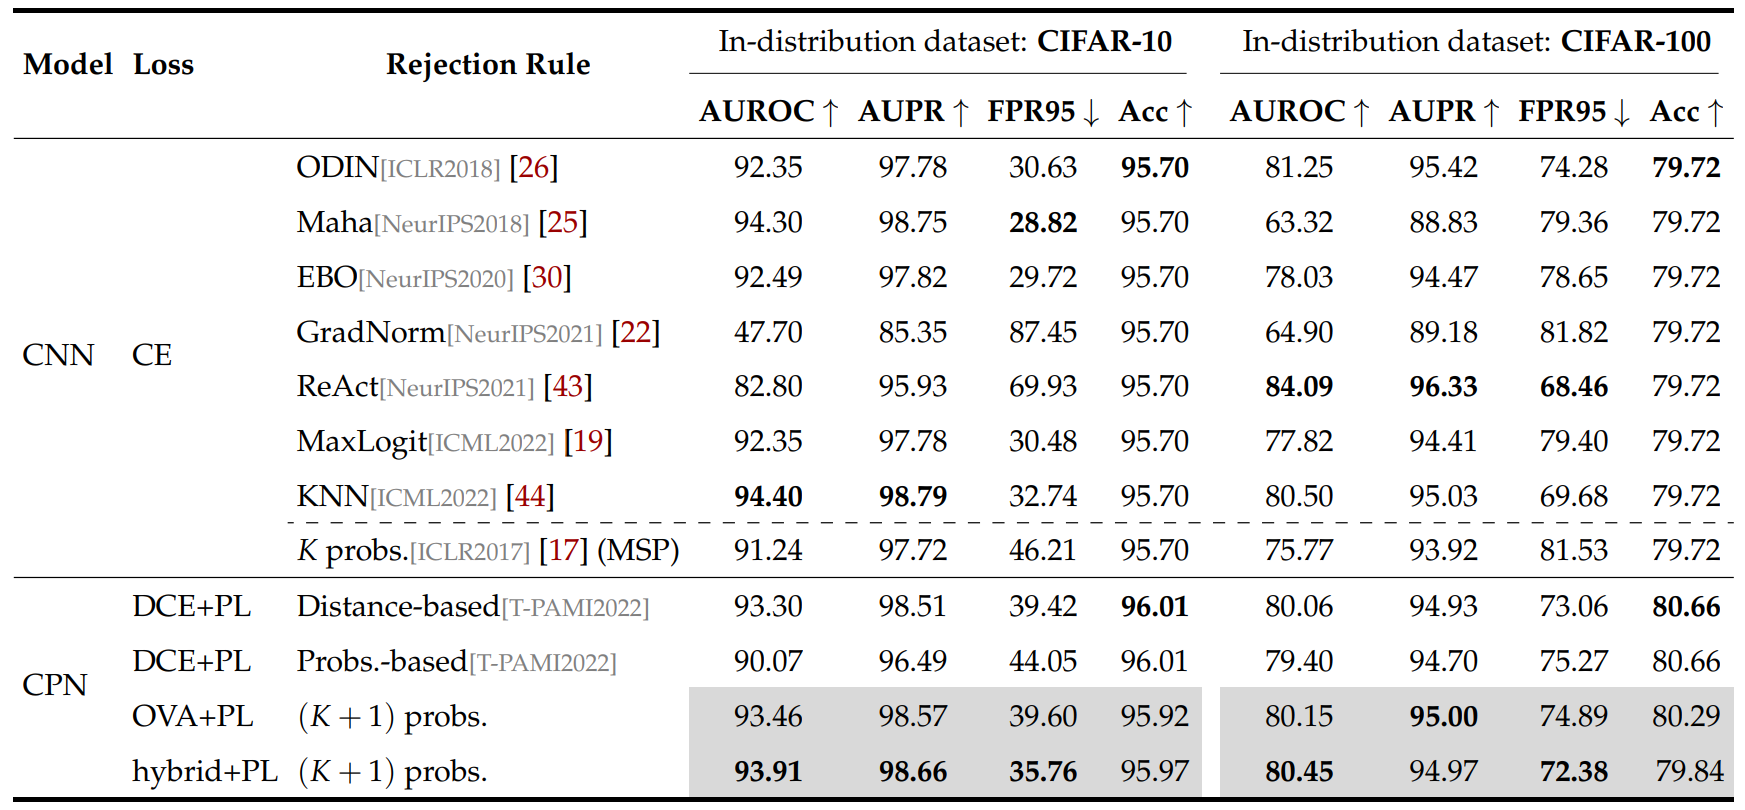 In-distribution dataset: CIFAR-10 In-distribution dataset: CIFAR-100
Model Loss Rejection Rule
AUROC ↑ AUPR ↑ FPR95 ↓ Acc ↑ AUROC ↑ AUPR ↑ FPR95 ↓ Acc ↑
ODIN[ICLR2018] [26] 92.35 97.78 30.63 95.70 81.25 95.42 74.28 79.72
Maha[NeurIPS2018] [25] 94.30 98.75 28.82 95.70 63.32 88.83 79.36 79.72
EBO[NeurIPS2020] [30] 92.49 97.82 29.72 95.70 78.03 94.47 78.65 79.72
GradNorm[NeurIPS2021] [22] 47.70 85.35 87.45 95.70 64.90 89.18 81.82 79.72
CNN CE
ReAct[NeurIPS2021] [43] 82.80 95.93 69.93 95.70 84.09 96.33 68.46 79.72
MaxLogit[ICML2022] [19] 92.35 97.78 30.48 95.70 77.82 94.41 79.40 79.72
KNN[ICML2022] [44] 94.40 98.79 32.74 95.70 80.50 95.03 69.68 79.72
K probs.[ICLR2017] [17] (MSP) 91.24 97.72 46.21 95.70 75.77 93.92 81.53 79.72
DCE+PL Distance-based[T-PAMI2022] 93.30 98.51 39.42 96.01 80.06 94.93 73.06 80.66
DCE+PL Probs.-based[T-PAMI2022] 90.07 96.49 44.05 96.01 79.40 94.70 75.27 80.66
CPN
OVA+PL (K + 1) probs. 93.46 98.57 39.60 95.92 80.15 95.00 74.89 80.29
hybrid+PL (K + 1) probs. 93.91 98.66 35.76 95.97 80.45 94.97 72.38 79.84